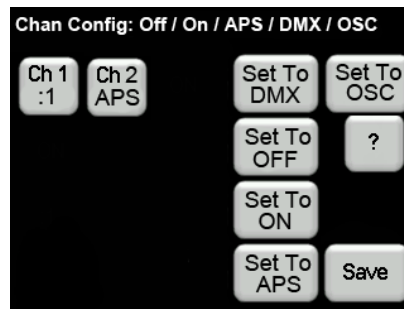 Chan Config: Off / On / APS / DMX / OSC
Ch 1
:1
Ch 2
APS
Set To
DMX
Set To
OSC
Set To
OFF
?
Set To
ON
Set To
APS
Save